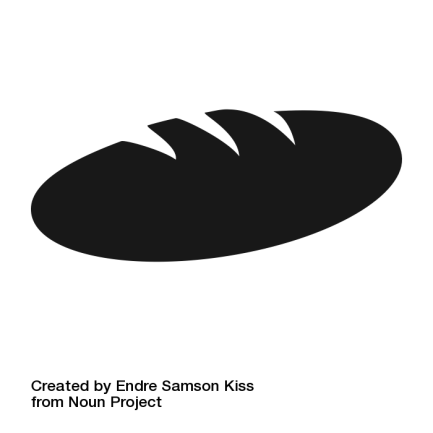 Created by Endre Samson Kiss
from Noun Project